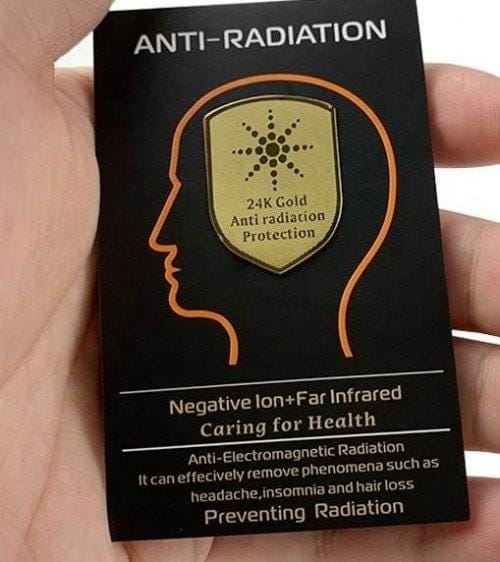 ANTI-RADIATION
24K Gold
Anti radiation
Protection
Negative Ion+Far Infrared
Caring for Health
Anti-Electromagnetic Radiation
It can effecively remove phenomena such as
headache,insomnia and hair loss
Preventing Radiation